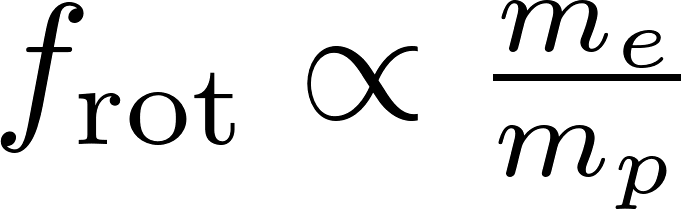 f_rot ∝ m_e / m_p